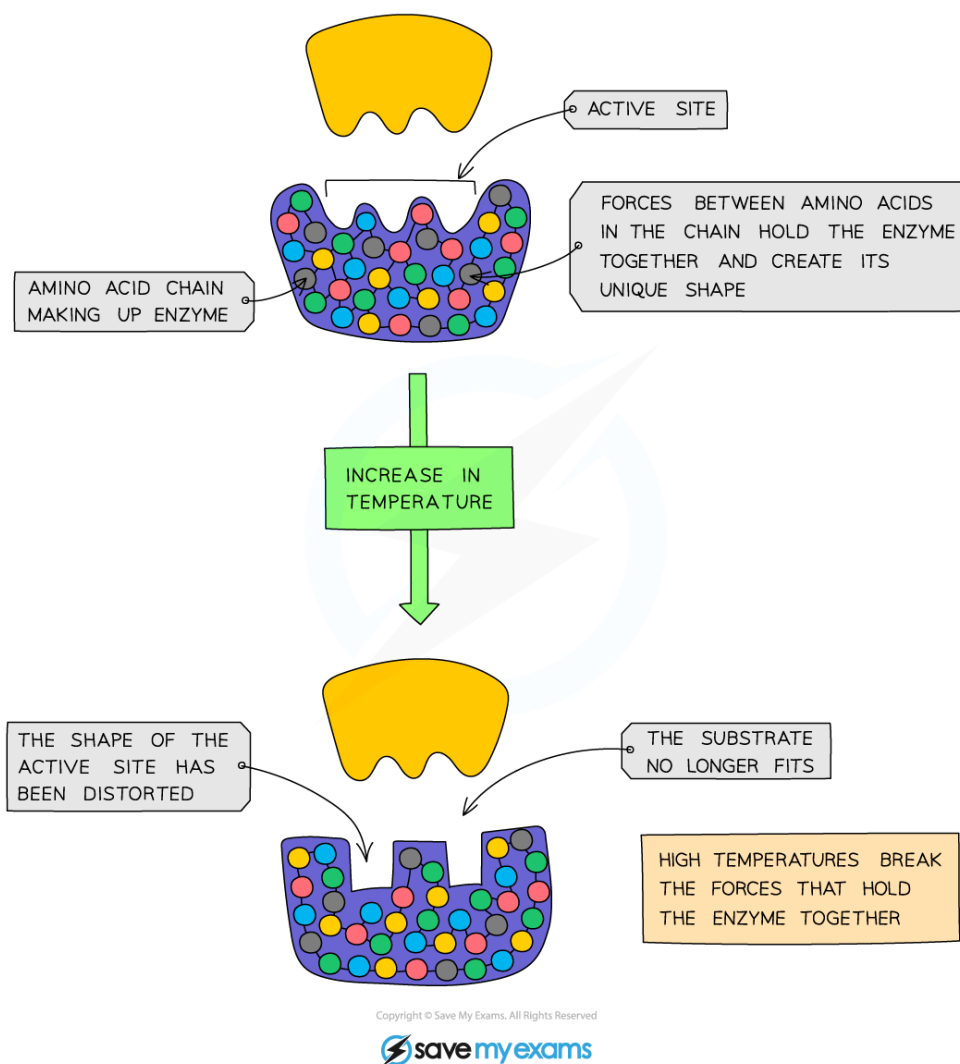 ACTIVE SITE
FORCES BETWEEN AMINO ACIDS
IN THE CHAIN HOLD THE ENZYME
TOGETHER AND CREATE ITS
UNIQUE SHAPE
AMINO ACID CHAIN
MAKING UP ENZYME
INCREASE IN
TEMPERATURE
THE SHAPE OF THE
ACTIVE SITE HAS
BEEN DISTORTED
THE SUBSTRATE
NO LONGER FITS
HIGH TEMPERATURES BREAK
THE FORCES THAT HOLD
THE ENZYME TOGETHER
Copyright © Save My Exams. All Rights Reserved
save my exams